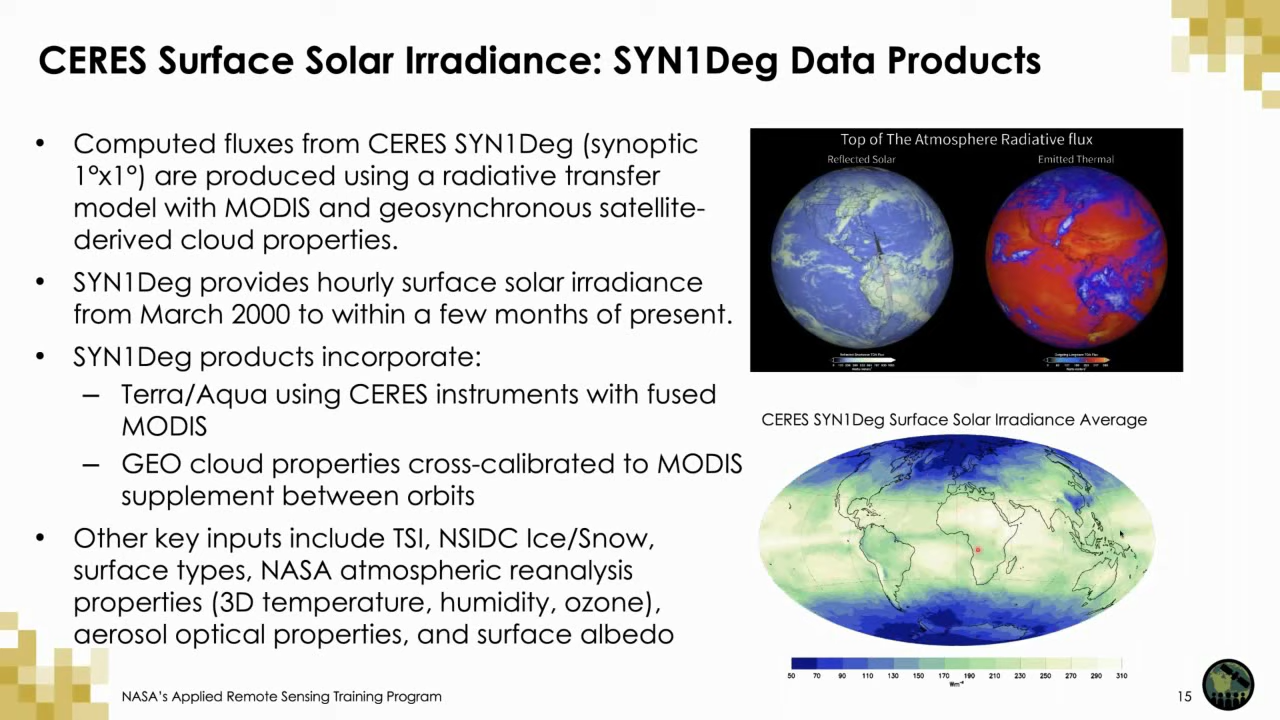 CERES Surface Solar Irradiance: SYN1Deg Data Products
• Computed fluxes from CERES SYN1Deg (synoptic
1°x1°) are produced using a radiative transfer
model with MODIS and geosynchronous satellite-
derived cloud properties.
• SYN1Deg provides hourly surface solar irradiance
from March 2000 to within a few months of present.
• SYN1Deg products incorporate:
– Terra/Aqua using CERES instruments with fused
MODIS
– GEO cloud properties cross-calibrated to MODIS
supplement between orbits
• Other key inputs include TSI, NSIDC Ice/Snow,
surface types, NASA atmospheric reanalysis
properties (3D temperature, humidity, ozone),
aerosol optical properties, and surface albedo
Top of The Atmosphere Radiative flux
Reflected Solar
Emitted Thermal
CERES SYN1Deg Surface Solar Irradiance Average
50 70 90 110 130 150 170 190 210 230 250 270 290 310
NASA's Applied Remote Sensing Training Program
15